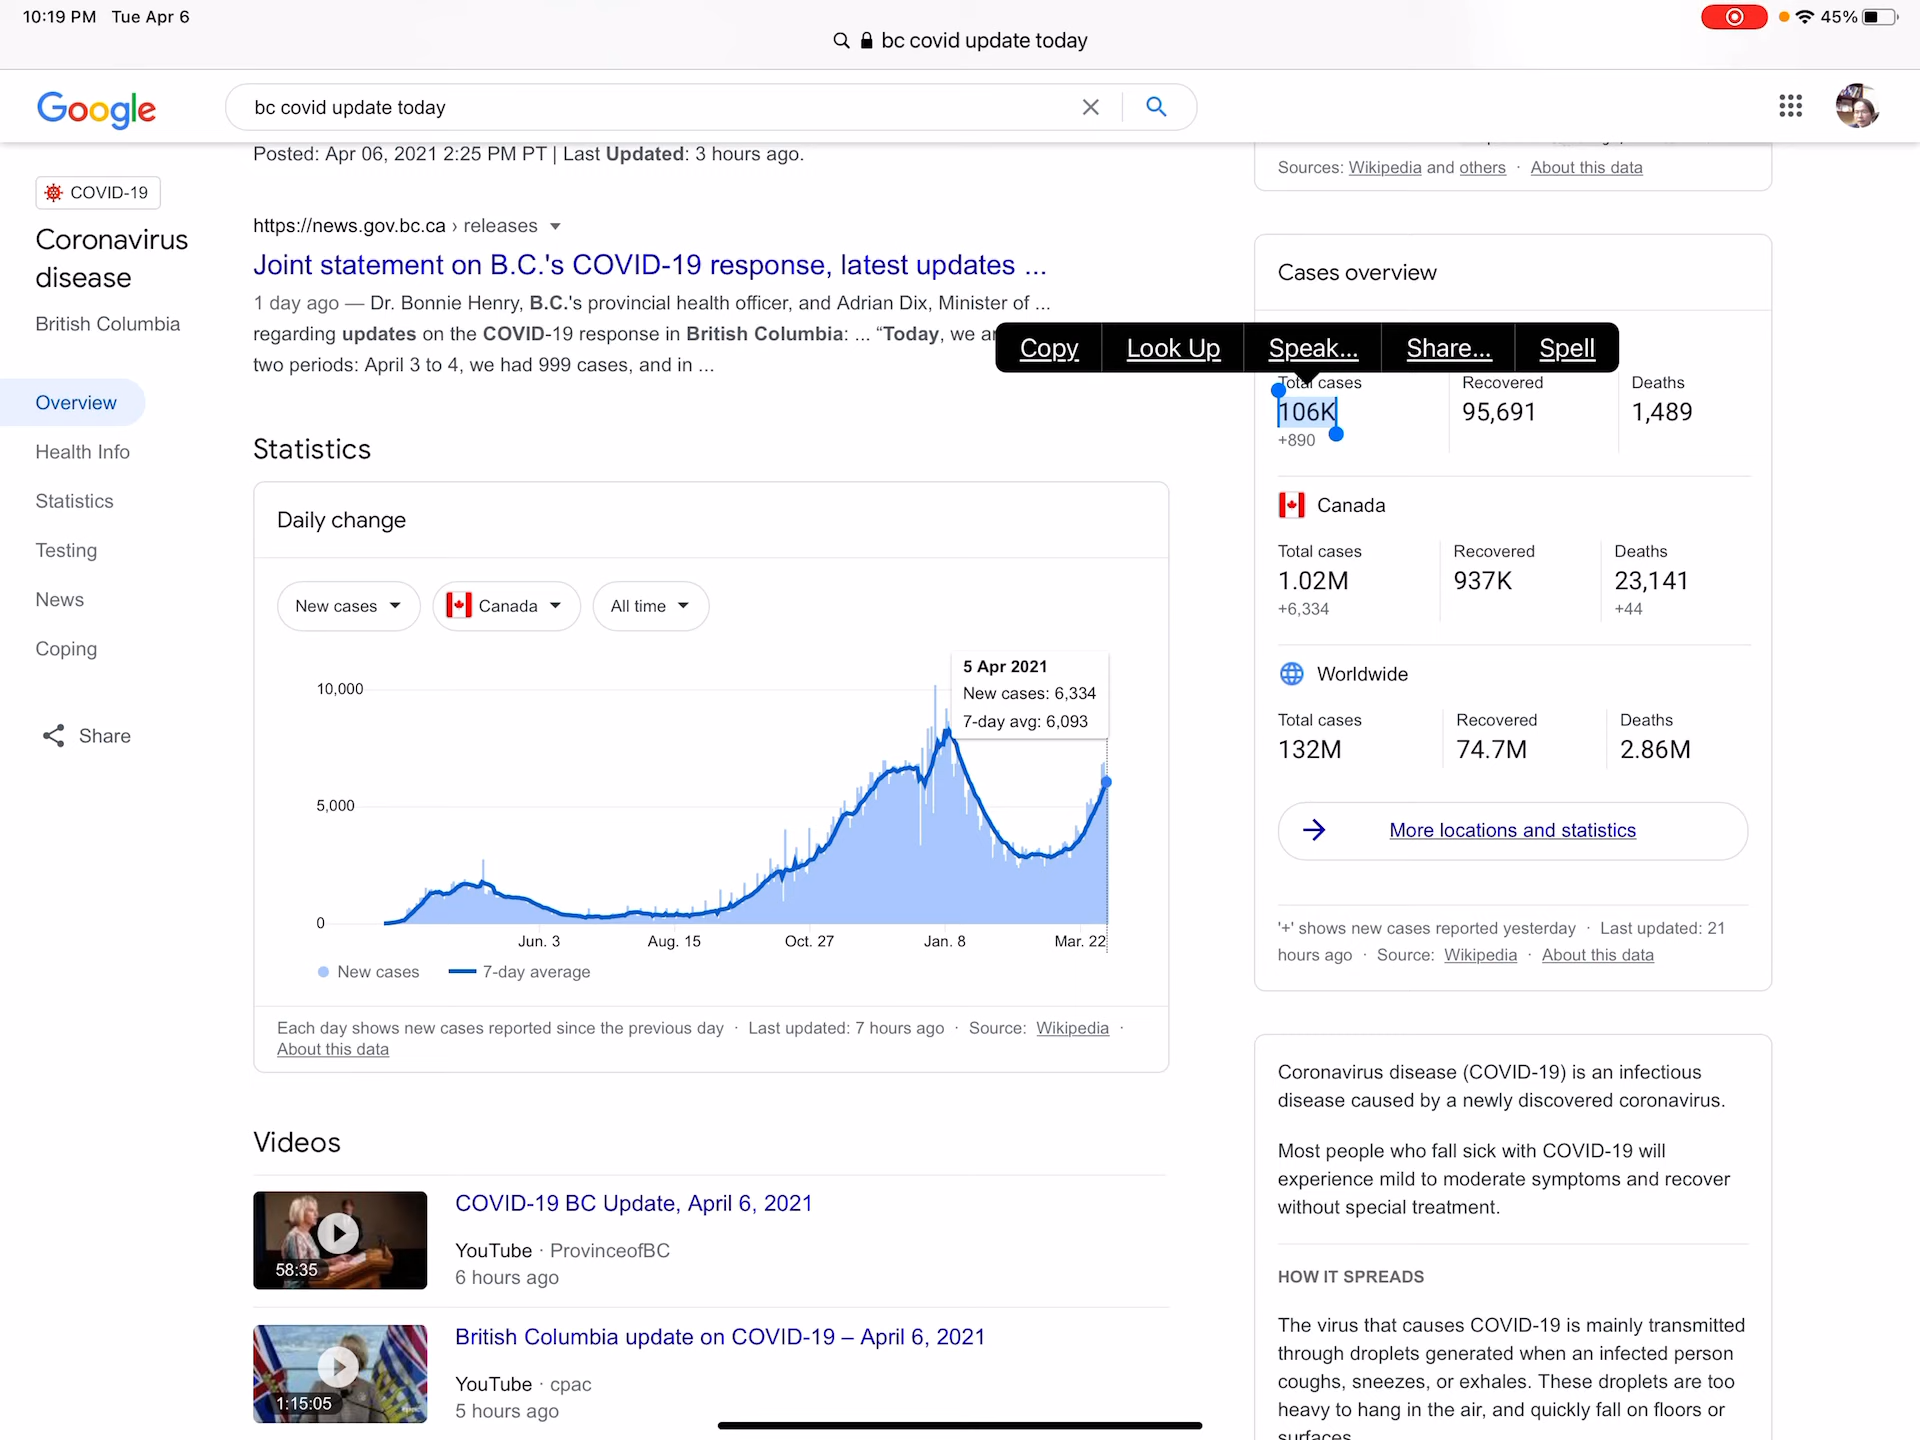 10:19 PM Tue Apr 6
45%
bc covid update today
Google
bc covid update today
Posted: Apr 06, 2021 2:25 PM PT | Last Updated: 3 hours ago.
Sources: Wikipedia and others · About this data
COVID-19
Coronavirus
disease
British Columbia
Overview
Health Info
Statistics
Testing
News
Coping
Share
https://news.gov.bc.ca › releases
Joint statement on B.C.'s COVID-19 response, latest updates ...
1 day ago — Dr. Bonnie Henry, B.C.'s provincial health officer, and Adrian Dix, Minister of ...
regarding updates on the COVID-19 response in British Columbia: ... “Today, we
two periods: April 3 to 4, we had 999 cases, and in ...
Statistics
Daily change
New cases
Canada
All time
5 Apr 2021
New cases: 6,334
7-day avg: 6,093
10,000
5,000
0
Jun. 3
Aug. 15
Oct. 27
Jan. 8
Mar. 22
New cases
7-day average
Each day shows new cases reported since the previous day · Last updated: 7 hours ago · Source: Wikipedia ·
About this data
Videos
COVID-19 BC Update, April 6, 2021
YouTube · ProvinceofBC
6 hours ago
58:35
British Columbia update on COVID-19 – April 6, 2021
YouTube · cpac
5 hours ago
1:15:05
Cases overview
Copy
Look Up
Speak...
Share...
Spell
Total cases
106K
+890
Recovered
95,691
Deaths
1,489
Canada
Total cases
1.02M
+6,334
Recovered
937K
Deaths
23,141
+44
Worldwide
Total cases
132M
Recovered
74.7M
Deaths
2.86M
More locations and statistics
'+' shows new cases reported yesterday · Last updated: 21
hours ago · Source: Wikipedia · About this data
Coronavirus disease (COVID-19) is an infectious
disease caused by a newly discovered coronavirus.
Most people who fall sick with COVID-19 will
experience mild to moderate symptoms and recover
without special treatment.
HOW IT SPREADS
The virus that causes COVID-19 is mainly transmitted
through droplets generated when an infected person
coughs, sneezes, or exhales. These droplets are too
heavy to hang in the air, and quickly fall on floors or
surfaces.